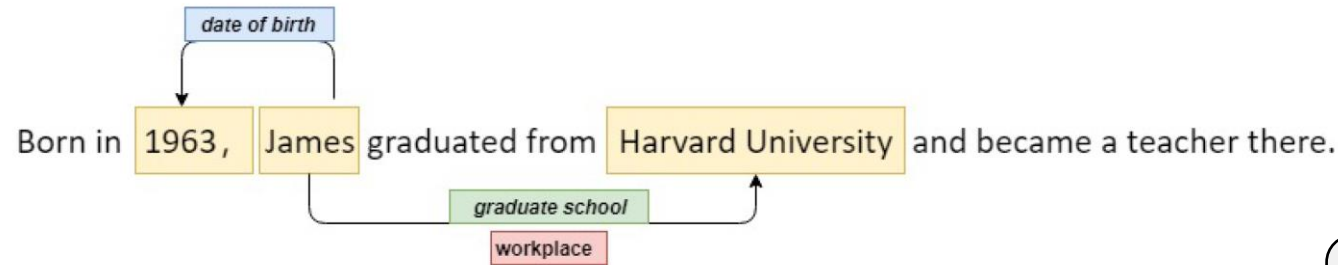 date of birth
Born in 1963, James graduated from Harvard University and became a teacher there.
graduate school
workplace